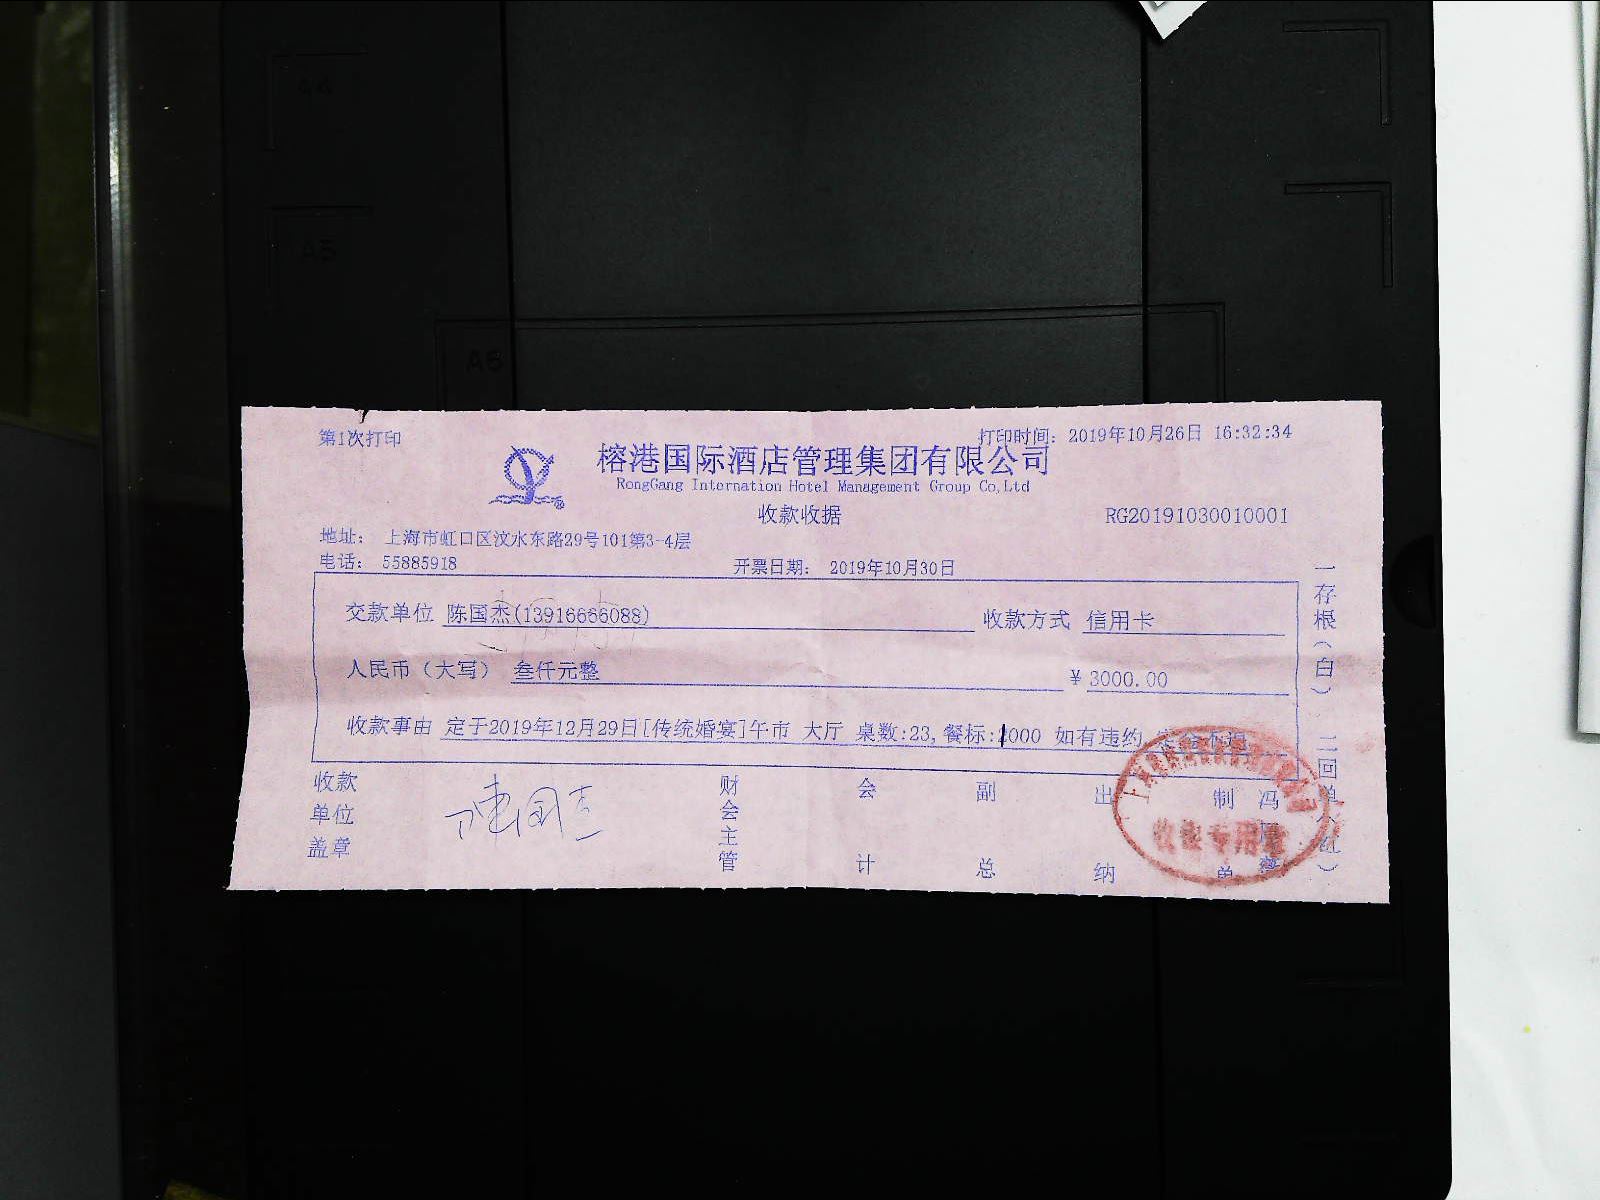 A4
A5
A6
第1次打印
打印时间: 2019年10月26日 16:32:34
榕港国际酒店管理集团有限公司
RongGang Internation Hotel Management Group Co,Ltd
收款收据
RG20191030010001
地址: 上海市虹口区汶水东路29号101第3-4层
电话: 55885918
开票日期: 2019年10月30日
交款单位 陈国杰(13916666088)
收款方式 信用卡
人民币（大写） 叁仟元整
¥ 3000.00
收款事由 定于2019年12月29日[传统婚宴]午市 大厅 桌数:23,餐标: 000 如有违约,
收款单位盖章
陈国杰
财会主管
会计
副总
出纳
制单
冯
一存根(白)
二回单
收银专用章